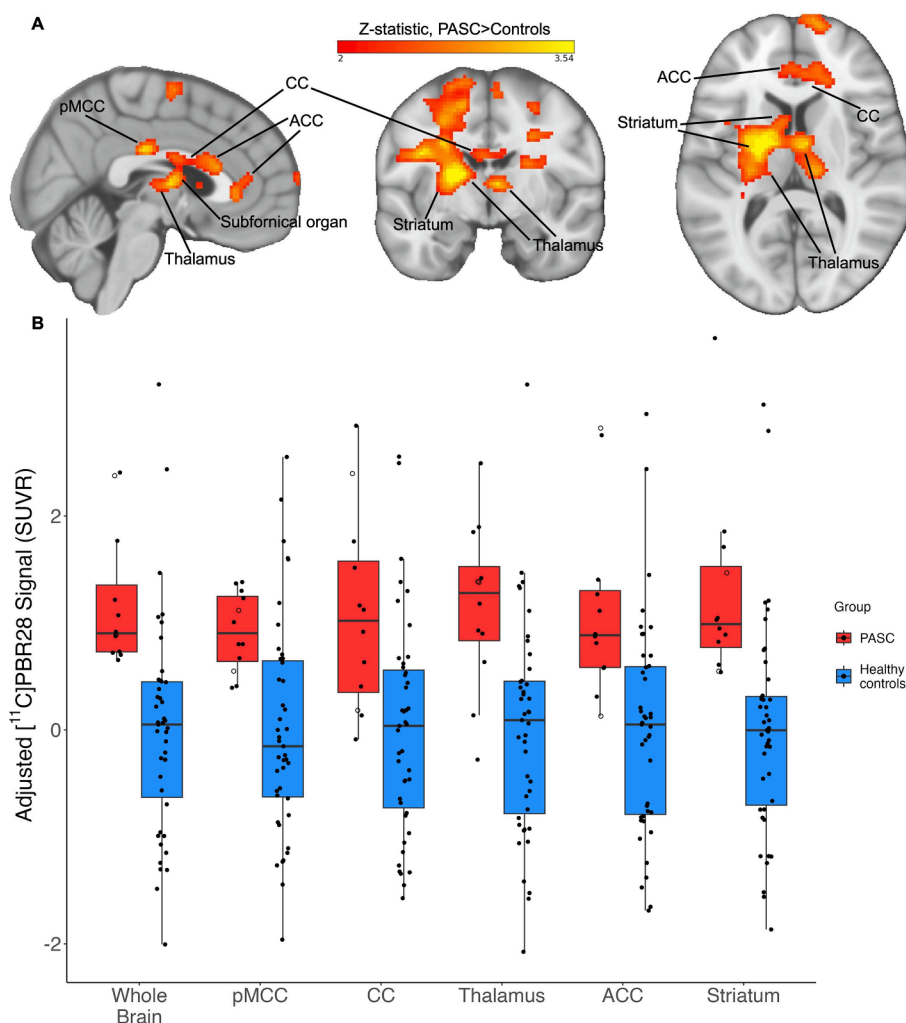 A
Z-statistic, PASC>Controls
2
3.54
CC
pMCC
ACC
Subfornical organ
Thalamus
Striatum
Thalamus
ACC
CC
Striatum
Thalamus
B
Adjusted [¹¹C]PBR28 Signal (SUVR)
2
0
-2
Group
PASC
Healthy
controls
Whole
Brain
pMCC
CC
Thalamus
ACC
Striatum